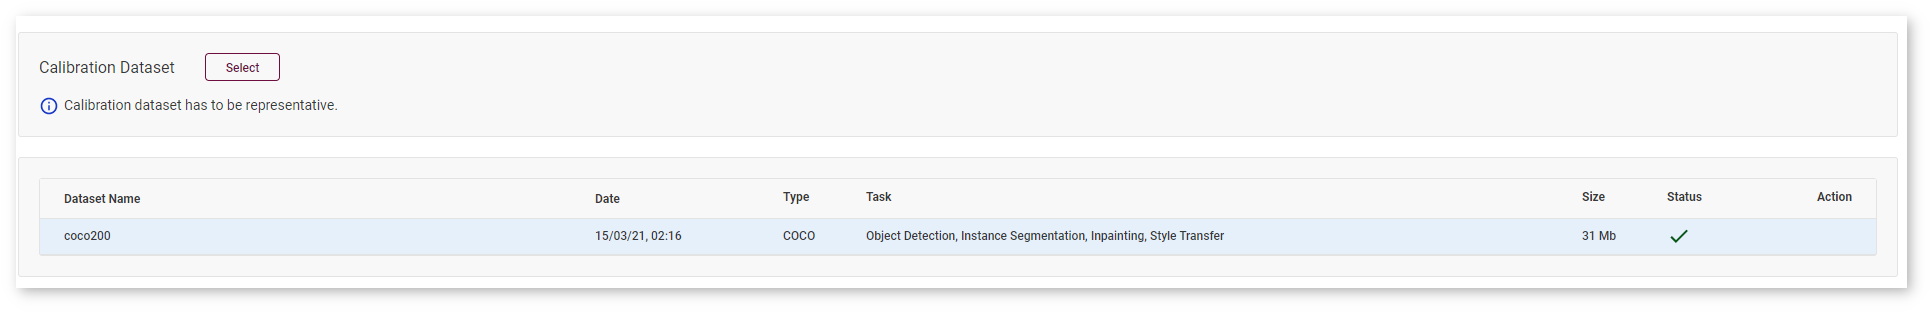 Calibration Dataset Select
Calibration dataset has to be representative.
Dataset Name Date Type Task Size Status Action
coco200 15/03/21, 02:16 COCO Object Detection, Instance Segmentation, Inpainting, Style Transfer 31 Mb